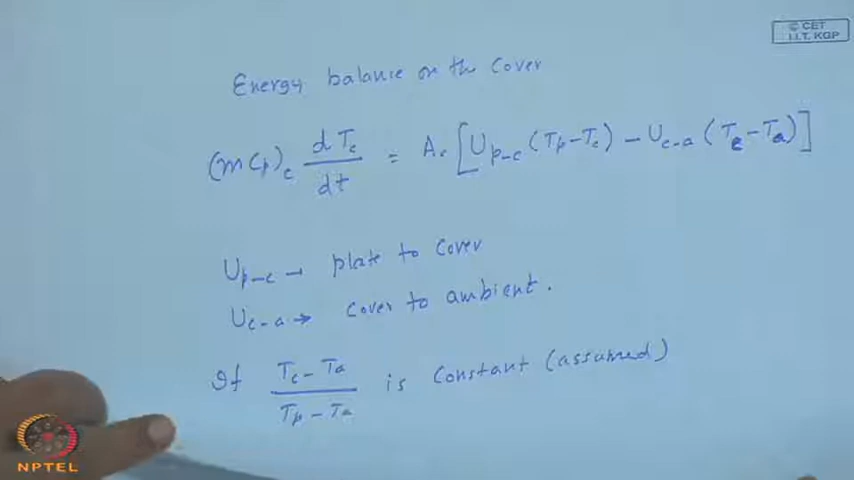 © CET
I.I.T. KGP
Energy balance on the Cover
(mCp)c dTc/dt = Ac [Up-c (Tp-Tc) - Uc-a (Tc-Ta)]
Up-c → plate to cover
Uc-a → cover to ambient.
If Tc-Ta/Tp-Ta is constant (assumed)
NPTEL